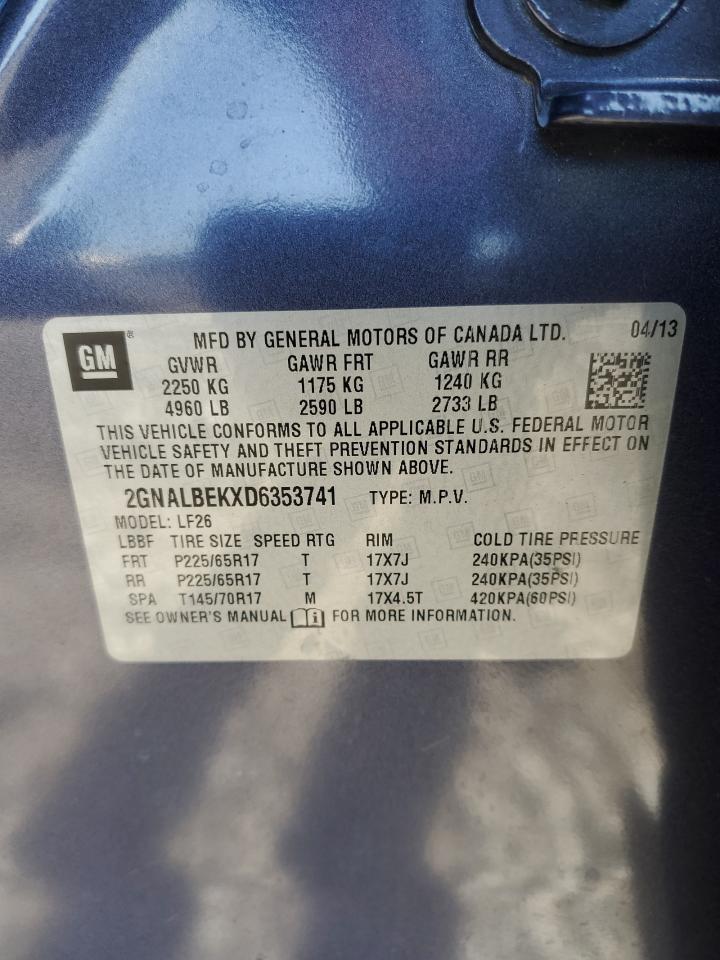 GM ® MFD BY GENERAL MOTORS OF CANADA LTD. 04/13
GVWR GAWR FRT GAWR RR
2250 KG 1175 KG 1240 KG
4960 LB 2590 LB 2733 LB
THIS VEHICLE CONFORMS TO ALL APPLICABLE U.S. FEDERAL MOTOR
VEHICLE SAFETY AND THEFT PREVENTION STANDARDS IN EFFECT ON
THE DATE OF MANUFACTURE SHOWN ABOVE.
2GNALBEKXD6353741 TYPE: M.P.V.
MODEL: LF26
LBBF TIRE SIZE SPEED RTG RIM COLD TIRE PRESSURE
FRT P225/65R17 T 17X7J 240KPA(35PSI)
RR P225/65R17 T 17X7J 240KPA(35PSI)
SPA T145/70R17 M 17X4.5T 420KPA(60PSI)
SEE OWNER'S MANUAL i FOR MORE INFORMATION.